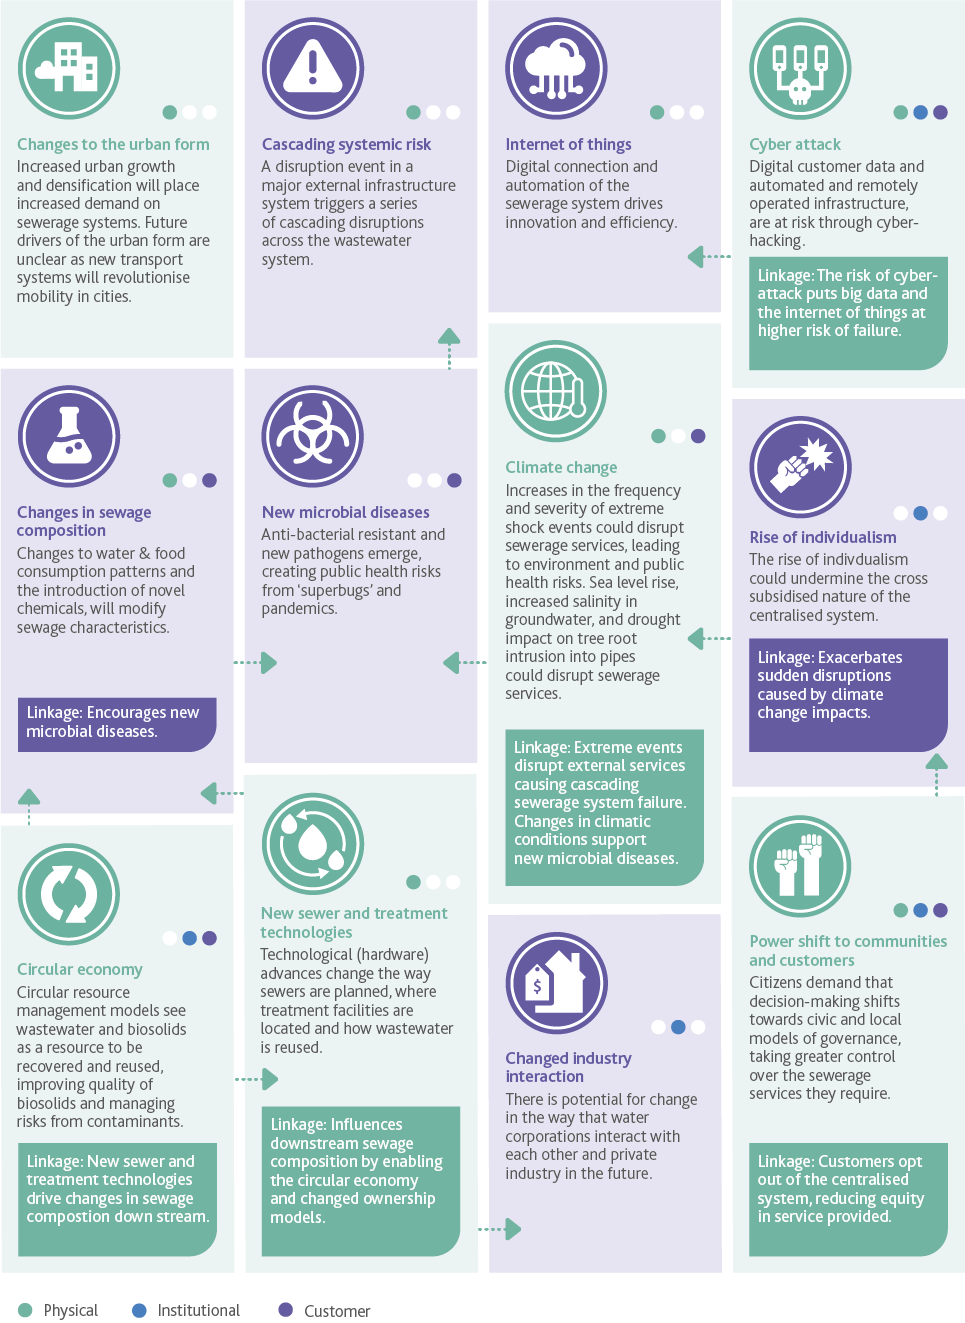 Changes to the urban form
Increased urban growth
and densification will place
increased demand on
sewerage systems. Future
drivers of the urban form are
unclear as new transport
systems will revolutionise
mobility in cities.
Cascading systemic risk
A disruption event in a
major external infrastructure
system triggers a series
of cascading disruptions
across the wastewater
system.
Internet of things
Digital connection and
automation of the
sewerage system drives
innovation and efficiency.
Cyber attack
Digital customer data and
automated and remotely
operated infrastructure,
are at risk through cyber-
hacking.
Linkage: The risk of cyber-
attack puts big data and
the internet of things at
higher risk of failure.
Changes in sewage
composition
Changes to water & food
consumption patterns and
the introduction of novel
chemicals, will modify
sewage characteristics.
Linkage: Encourages new
microbial diseases.
New microbial diseases
Anti-bacterial resistant and
new pathogens emerge,
creating public health risks
from ‘superbugs’ and
pandemics.
Climate change
Increases in the frequency
and severity of extreme
shock events could disrupt
sewerage services, leading
to environment and public
health risks. Sea level rise,
increased salinity in
groundwater, and drought
impact on tree root
intrusion into pipes
could disrupt sewerage
services.
Linkage: Extreme events
disrupt external services
causing cascading
sewerage system failure.
Changes in climatic
conditions support
new microbial diseases.
Rise of individualism
The rise of indivdualism
could undermine the cross
subsidised nature of the
centralised system.
Linkage: Exacerbates
sudden disruptions
caused by climate
change impacts.
Circular economy
Circular resource
management models see
wastewater and biosolids
as a resource to be
recovered and reused,
improving quality of
biosolids and managing
risks from contaminants.
Linkage: New sewer and
treatment technologies
drive changes in sewage
compostion down stream.
New sewer and treatment
technologies
Technological (hardware)
advances change the way
sewers are planned, where
treatment facilities are
located and how wastewater
is reused.
Linkage: Influences
downstream sewage
composition by enabling
the circular economy
and changed ownership
models.
$
Changed industry
interaction
There is potential for change
in the way that water
corporations interact with
each other and private
industry in the future.
Power shift to communities
and customers
Citizens demand that
decision-making shifts
towards civic and local
models of governance,
taking greater control
over the sewerage
services they require.
Linkage: Customers opt
out of the centralised
system, reducing equity
in service provided.
Physical
Institutional
Customer